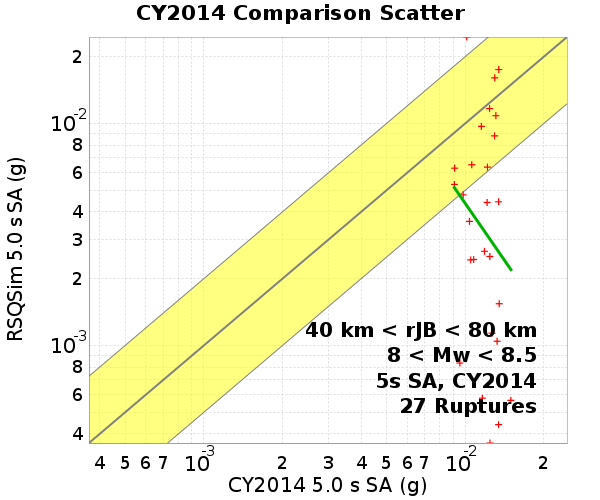 CY2014 Comparison Scatter
RSQSim 5.0 s SA (g)
2
10-2
8
6
4
3
2
10-3
8
6
4
40 km < rJB < 80 km
8 < Mw < 8.5
5s SA, CY2014
27 Ruptures
4 5 6 7 10-3 2 3 4 5 6 7 10-2 2
CY2014 5.0 s SA (g)